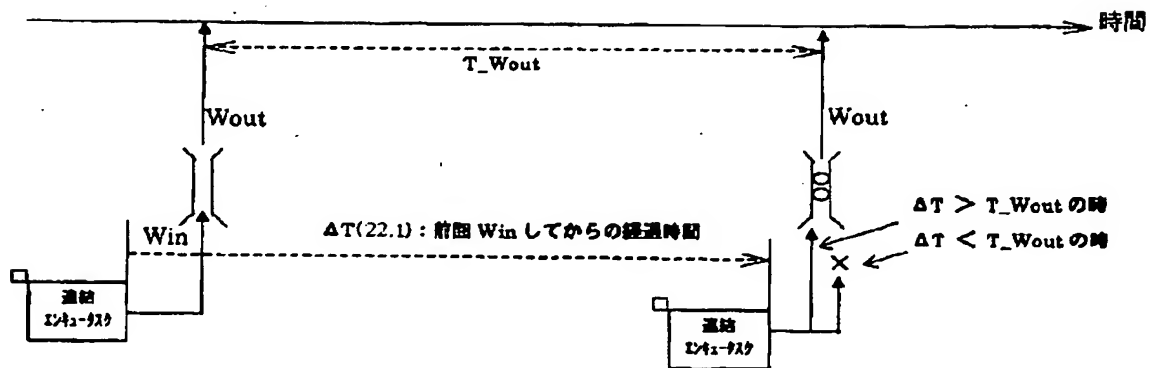 時間
T_Wout
Wout
Wout
Win
ΔT(22.1) : 前回 Win してからの経過時間
ΔT > T_Wout の時
ΔT < T_Wout の時
連結
エンキュータスク
連結
エンキュータスク